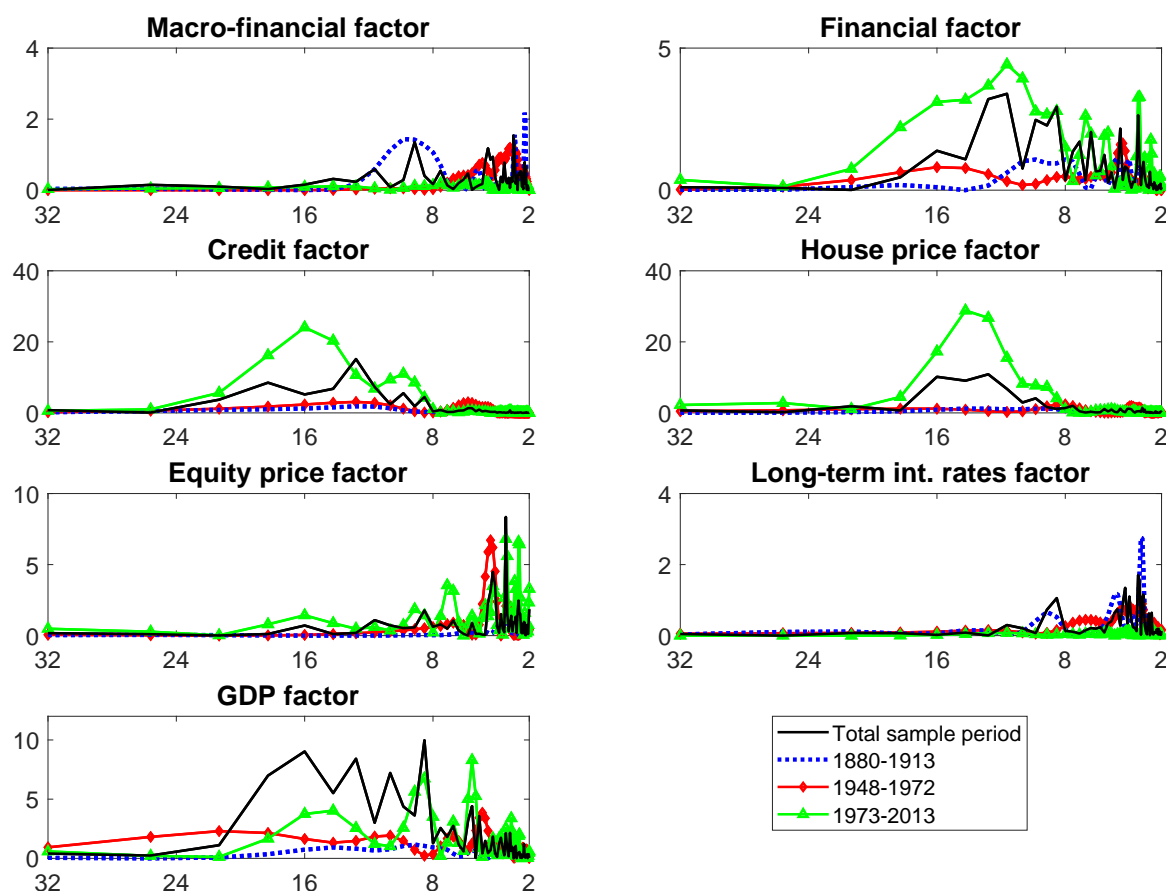 Macro-financial factor
4
2
0
32 24 16 8 2
Financial factor
5
0
32 24 16 8 2
Credit factor
40
20
0
32 24 16 8 2
House price factor
40
20
0
32 24 16 8 2
Equity price factor
10
5
0
32 24 16 8 2
Long-term int. rates factor
4
2
0
32 24 16 8 2
GDP factor
10
5
0
32 24 16 8 2
Total sample period
1880-1913
1948-1972
1973-2013